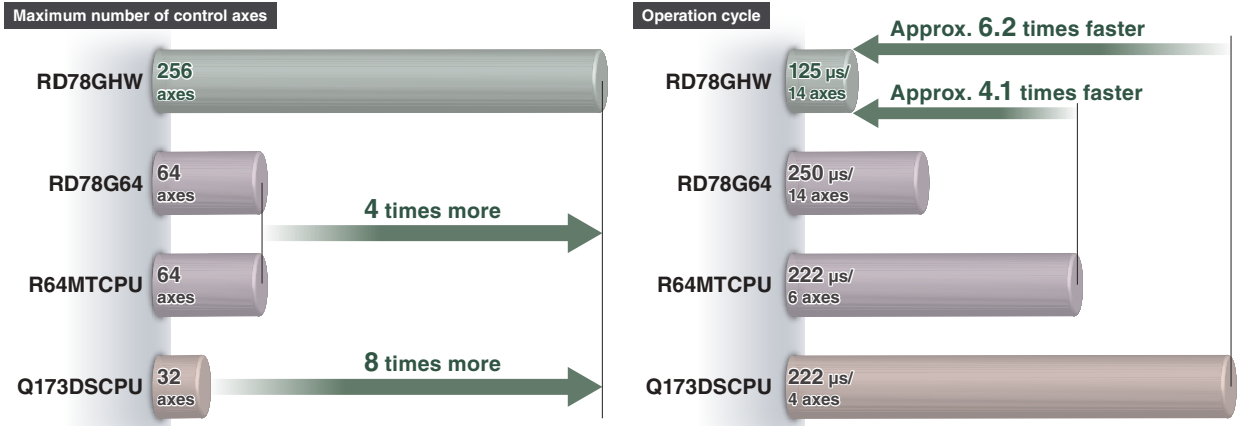 Maximum number of control axes
RD78GHW
256
axes
RD78G64
64
axes
4 times more
R64MTCPU
64
axes
Q173DSCPU
32
axes
8 times more
Operation cycle
RD78GHW
125 µs/
14 axes
Approx. 6.2 times faster
Approx. 4.1 times faster
RD78G64
250 µs/
14 axes
R64MTCPU
222 µs/
6 axes
Q173DSCPU
222 µs/
4 axes